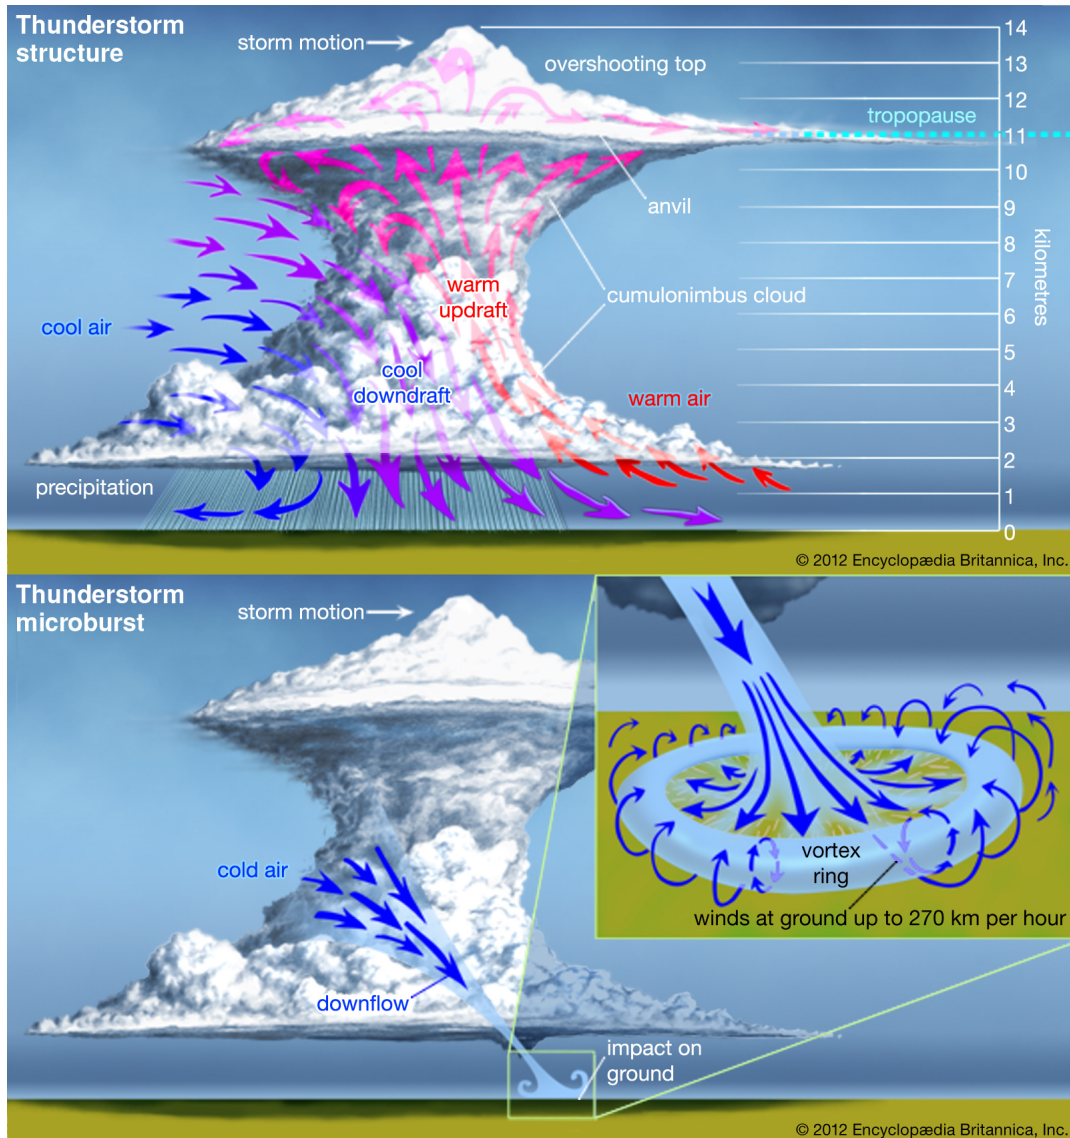 Thunderstorm
structure
storm motion
overshooting top
14
13
12
tropopause
11
10
anvil
9
8
kilometres
7
warm
updraft
cumulonimbus cloud
6
cool air
5
cool
downdraft
4
warm air
3
2
precipitation
1
0
© 2012 Encyclopædia Britannica, Inc.
Thunderstorm
microburst
storm motion
vortex
ring
cold air
winds at ground up to 270 km per hour
downflow
impact on
ground
© 2012 Encyclopædia Britannica, Inc.